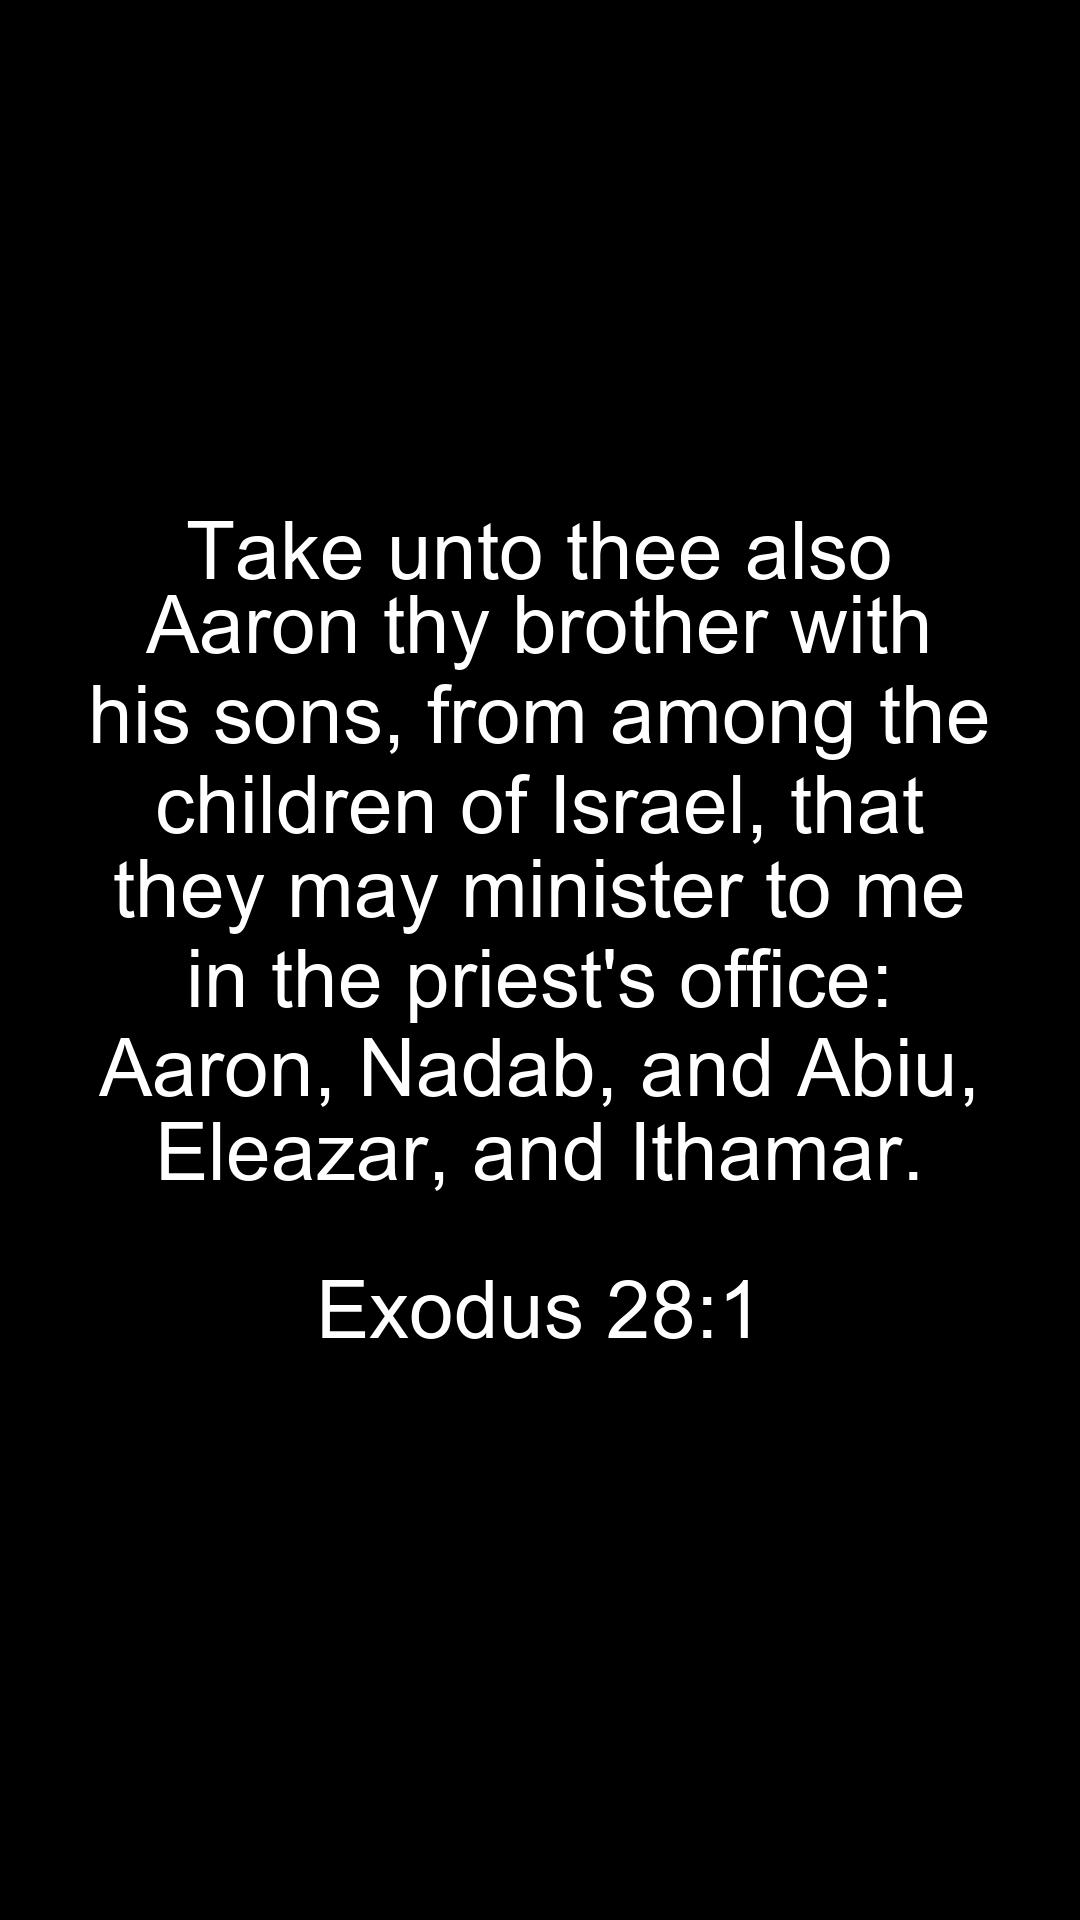 Take unto thee also
Aaron thy brother with
his sons, from among the
children of Israel, that
they may minister to me
in the priest's office:
Aaron, Nadab, and Abiu,
Eleazar, and Ithamar.
Exodus 28:1